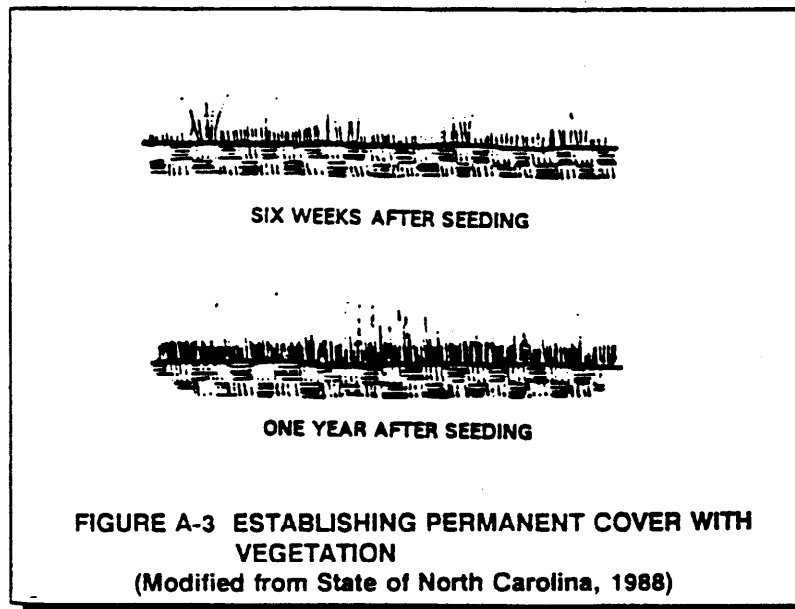 SIX WEEKS AFTER SEEDING
ONE YEAR AFTER SEEDING
FIGURE A-3 ESTABLISHING PERMANENT COVER WITH
VEGETATION
(Modified from State of North Carolina, 1988)